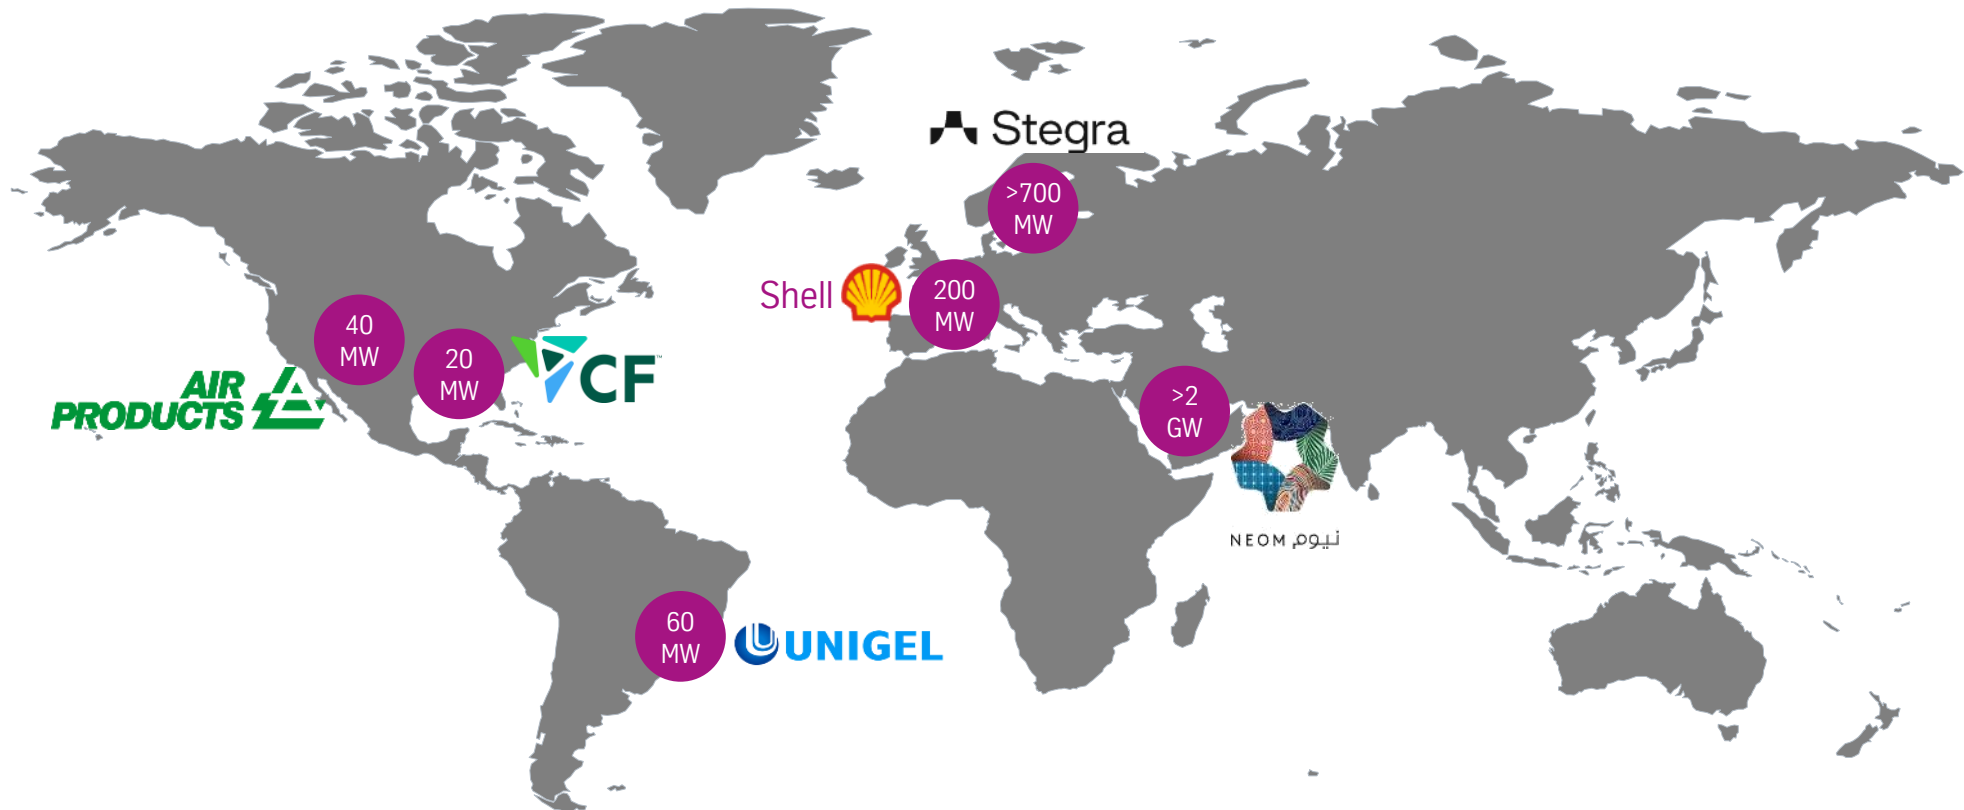 Stegra
>700
MW
Shell
200
MW
40
MW
20
MW
CF™
AIR
PRODUCTS
>2
GW
NEOM نيوم
60
MW
UNIGEL